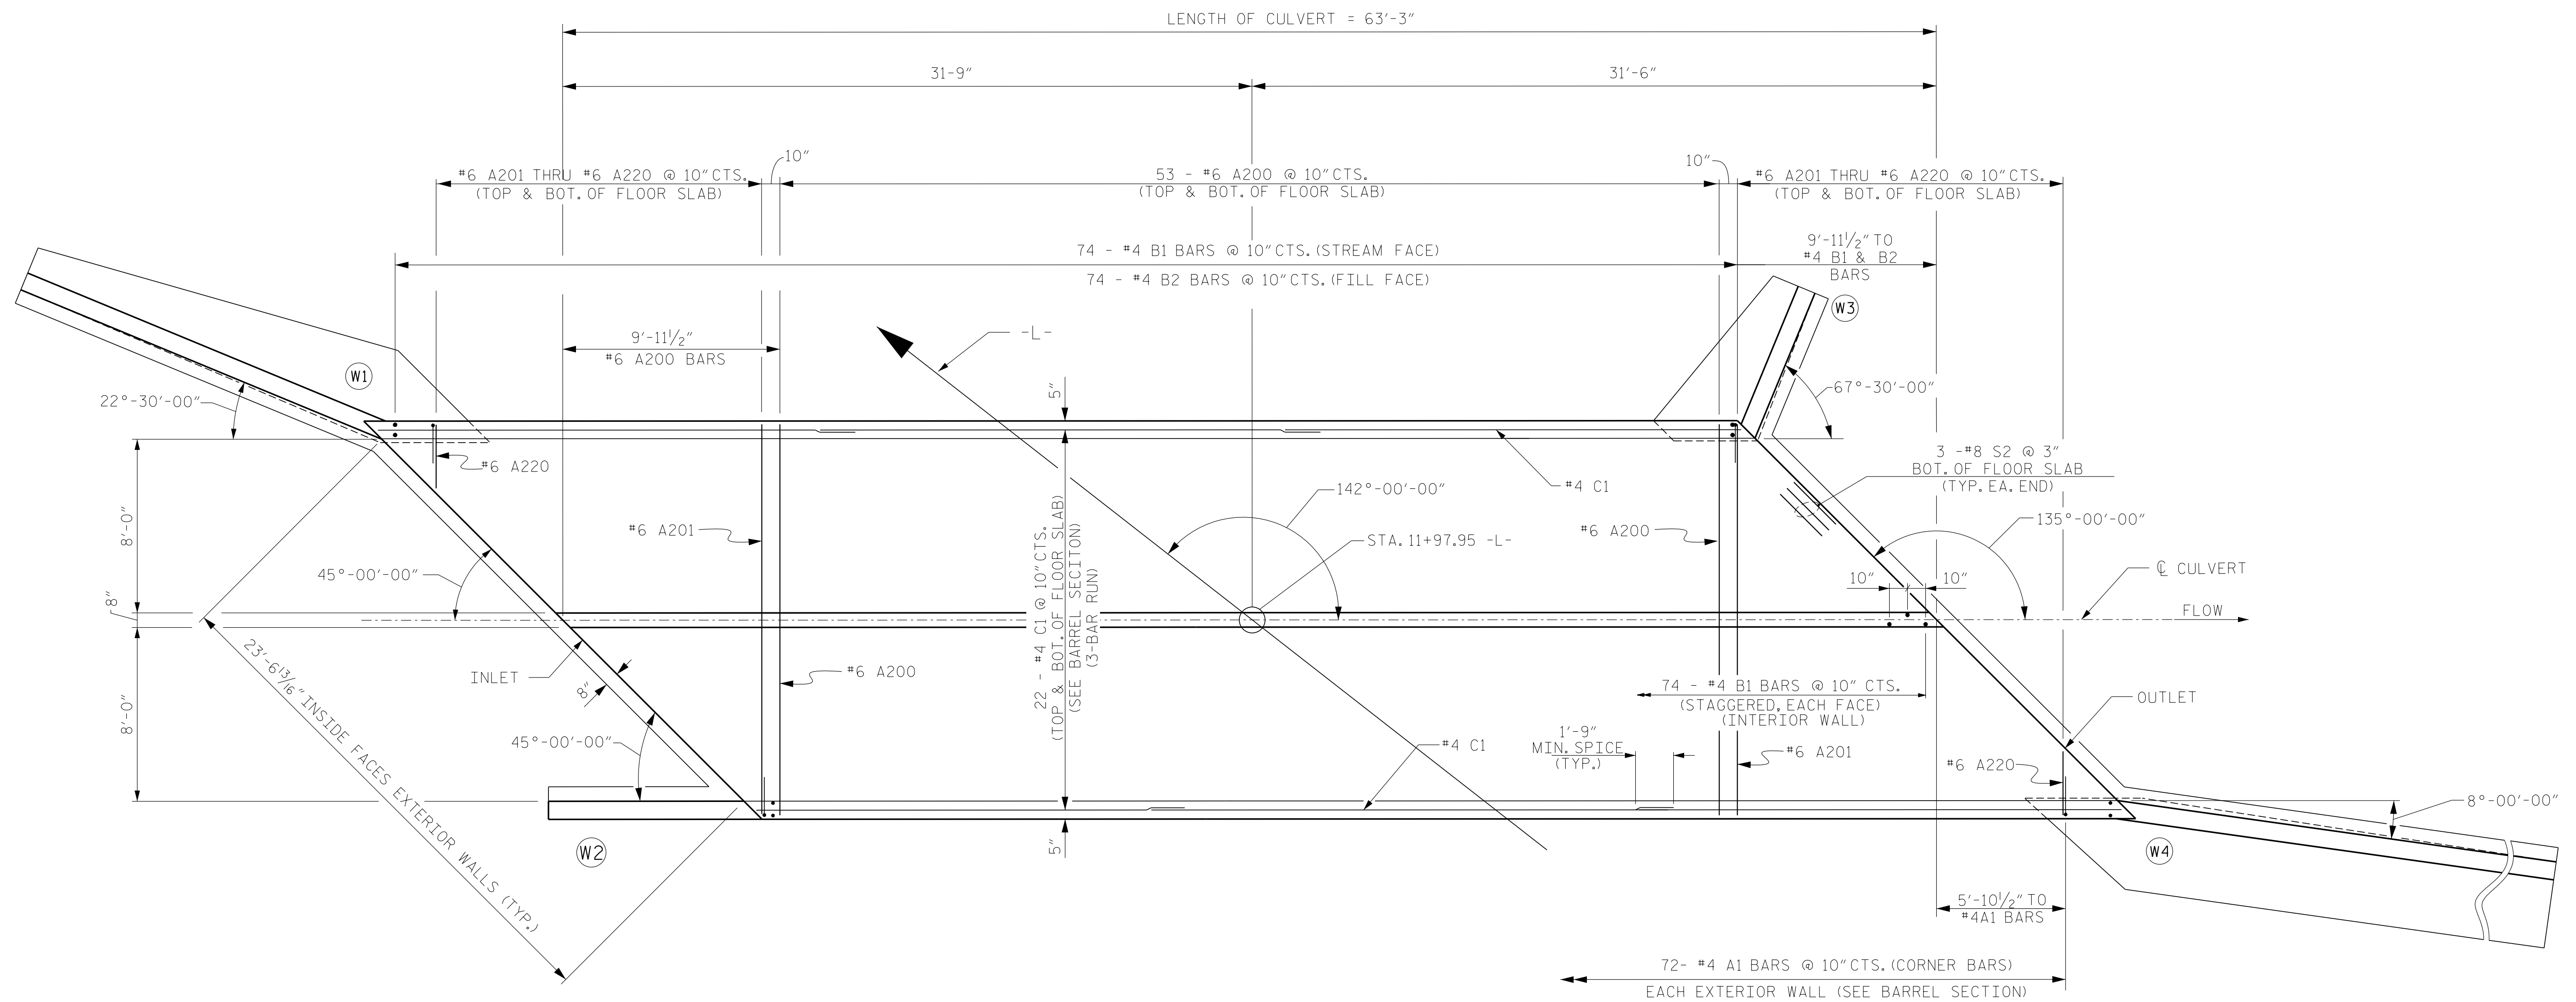 LENGTH OF CULVERT = 63'-3"
31-9"
31'-6"
10"
10"
#6 A201 THRU #6 A220 @ 10" CTS.
(TOP & BOT. OF FLOOR SLAB)
53 - #6 A200 @ 10" CTS.
(TOP & BOT. OF FLOOR SLAB)
#6 A201 THRU #6 A220 @ 10" CTS.
(TOP & BOT. OF FLOOR SLAB)
74 - #4 B1 BARS @ 10" CTS. (STREAM FACE)
74 - #4 B2 BARS @ 10" CTS. (FILL FACE)
9'-11½" TO
#4 B1 & B2
BARS
W3
9'-11½"
#6 A200 BARS
-L-
W1
22°-30'-00"
5"
67°-30'-00"
#6 A220
#4 C1
3 -#8 S2 @ 3"
BOT. OF FLOOR SLAB
(TYP. EA. END)
142°-00'-00"
8'-0"
#6 A201
#6 A200
STA. 11+97.95 -L-
135°-00'-00"
45°-00'-00"
10"
10"
℄ CULVERT
8"
FLOW
22 - #4 C1 @ 10" CTS.
(TOP & BOT. OF FLOOR SLAB)
(SEE BARREL SECITON)
(3-BAR RUN)
INLET
8"
#6 A200
74 - #4 B1 BARS @ 10" CTS.
(STAGGERED, EACH FACE)
(INTERIOR WALL)
OUTLET
8'-0"
23'-6 13/16" INSIDE FACES EXTERIOR WALLS (TYP.)
45°-00'-00"
#4 C1
1'-9"
MIN. SPICE
(TYP.)
#6 A201
#6 A220
8°-00'-00"
W2
5"
W4
5'-10½" TO
#4A1 BARS
72- #4 A1 BARS @ 10" CTS. (CORNER BARS)
EACH EXTERIOR WALL (SEE BARREL SECTION)